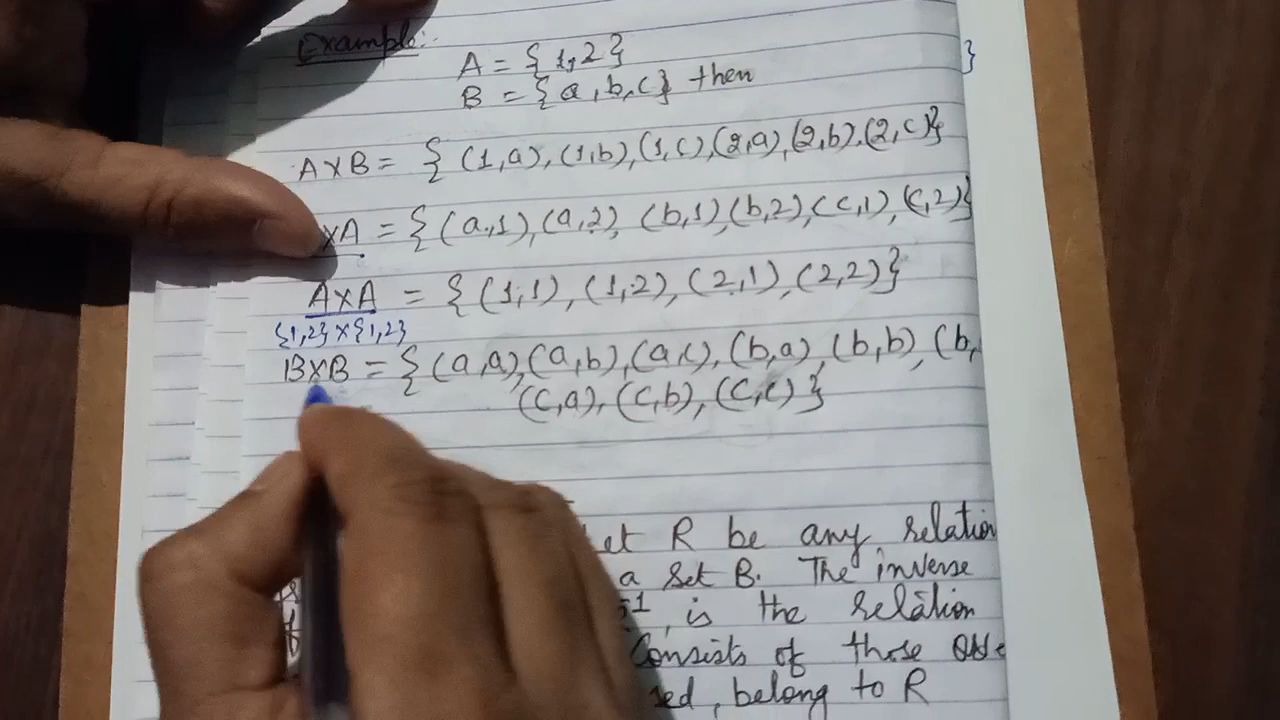 Example:-
A = {1,2}
}
B = {a,b,c} then
A×B = {(1,a),(1,b),(1,c),(2,a),(2,b),(2,c)}
×A = {(a,1),(a,2),(b,1),(b,2),(c,1),(c,2)}
A×A = {(1,1),(1,2),(2,1),(2,2)}
{1,2}×{1,2}
B×B = {(a,a),(a,b),(a,c),(b,a),(b,b),(b,
(c,a),(c,b),(c,c)}
et R be any relation
a set B. The inverse
is the relation
Consists of those
belong to R